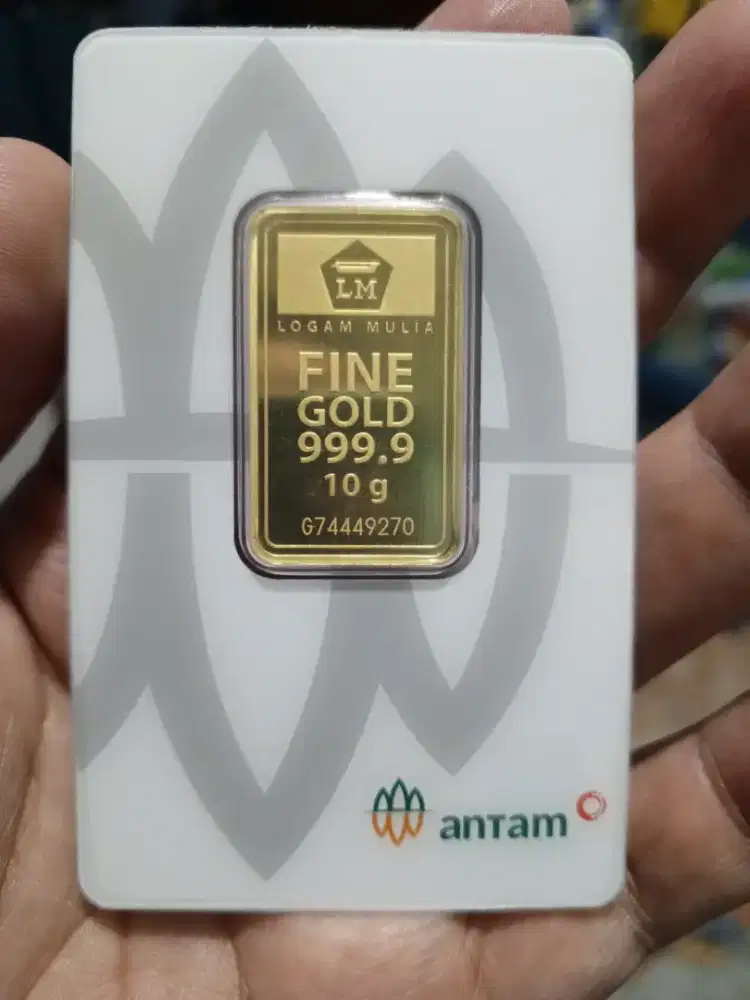 LM
LOGAM MULIA
FINE
GOLD
999.9
10 g
G74449270
antam